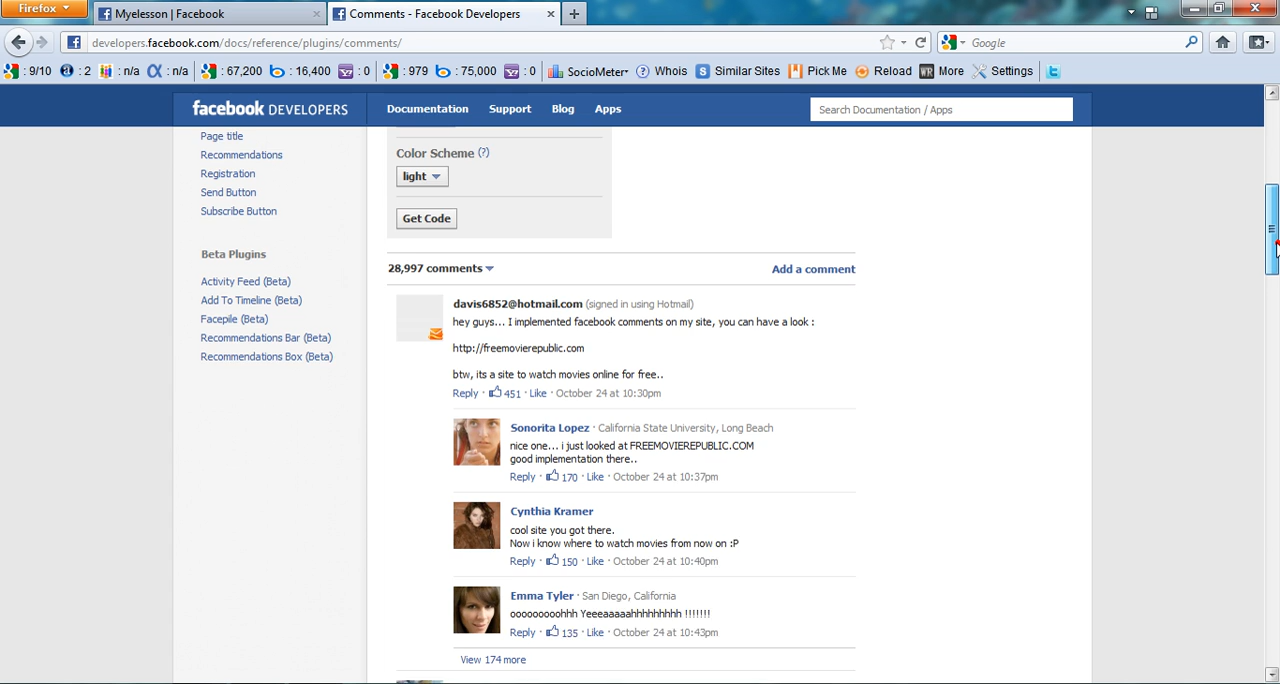 Firefox
Myelesson | Facebook
Comments - Facebook Developers
developers.facebook.com/docs/reference/plugins/comments/
Google
: 9/10 : 2 : n/a : n/a : 67,200 : 16,400 : 0 : 979 : 75,000 : 0 SocioMeter Whois Similar Sites Pick Me Reload More Settings
facebook DEVELOPERS
Documentation Support Blog Apps
Search Documentation / Apps
Page title
Recommendations
Registration
Send Button
Subscribe Button
Beta Plugins
Activity Feed (Beta)
Add To Timeline (Beta)
Facepile (Beta)
Recommendations Bar (Beta)
Recommendations Box (Beta)
Color Scheme (?)
light
Get Code
28,997 comments
Add a comment
davis6852@hotmail.com (signed in using Hotmail)
hey guys... I implemented facebook comments on my site, you can have a look :
http://freemovierepublic.com
btw, its a site to watch movies online for free..
Reply · 451 · Like · October 24 at 10:30pm
Sonorita Lopez · California State University, Long Beach
nice one... i just looked at FREEMOVIEREPUBLIC.COM
good implementation there..
Reply · 170 · Like · October 24 at 10:37pm
Cynthia Kramer
cool site you got there.
Now i know where to watch movies from now on :P
Reply · 150 · Like · October 24 at 10:40pm
Emma Tyler · San Diego, California
ooooooooohhh Yeeeaaaaahhhhhhhhh !!!!!!!
Reply · 135 · Like · October 24 at 10:43pm
View 174 more